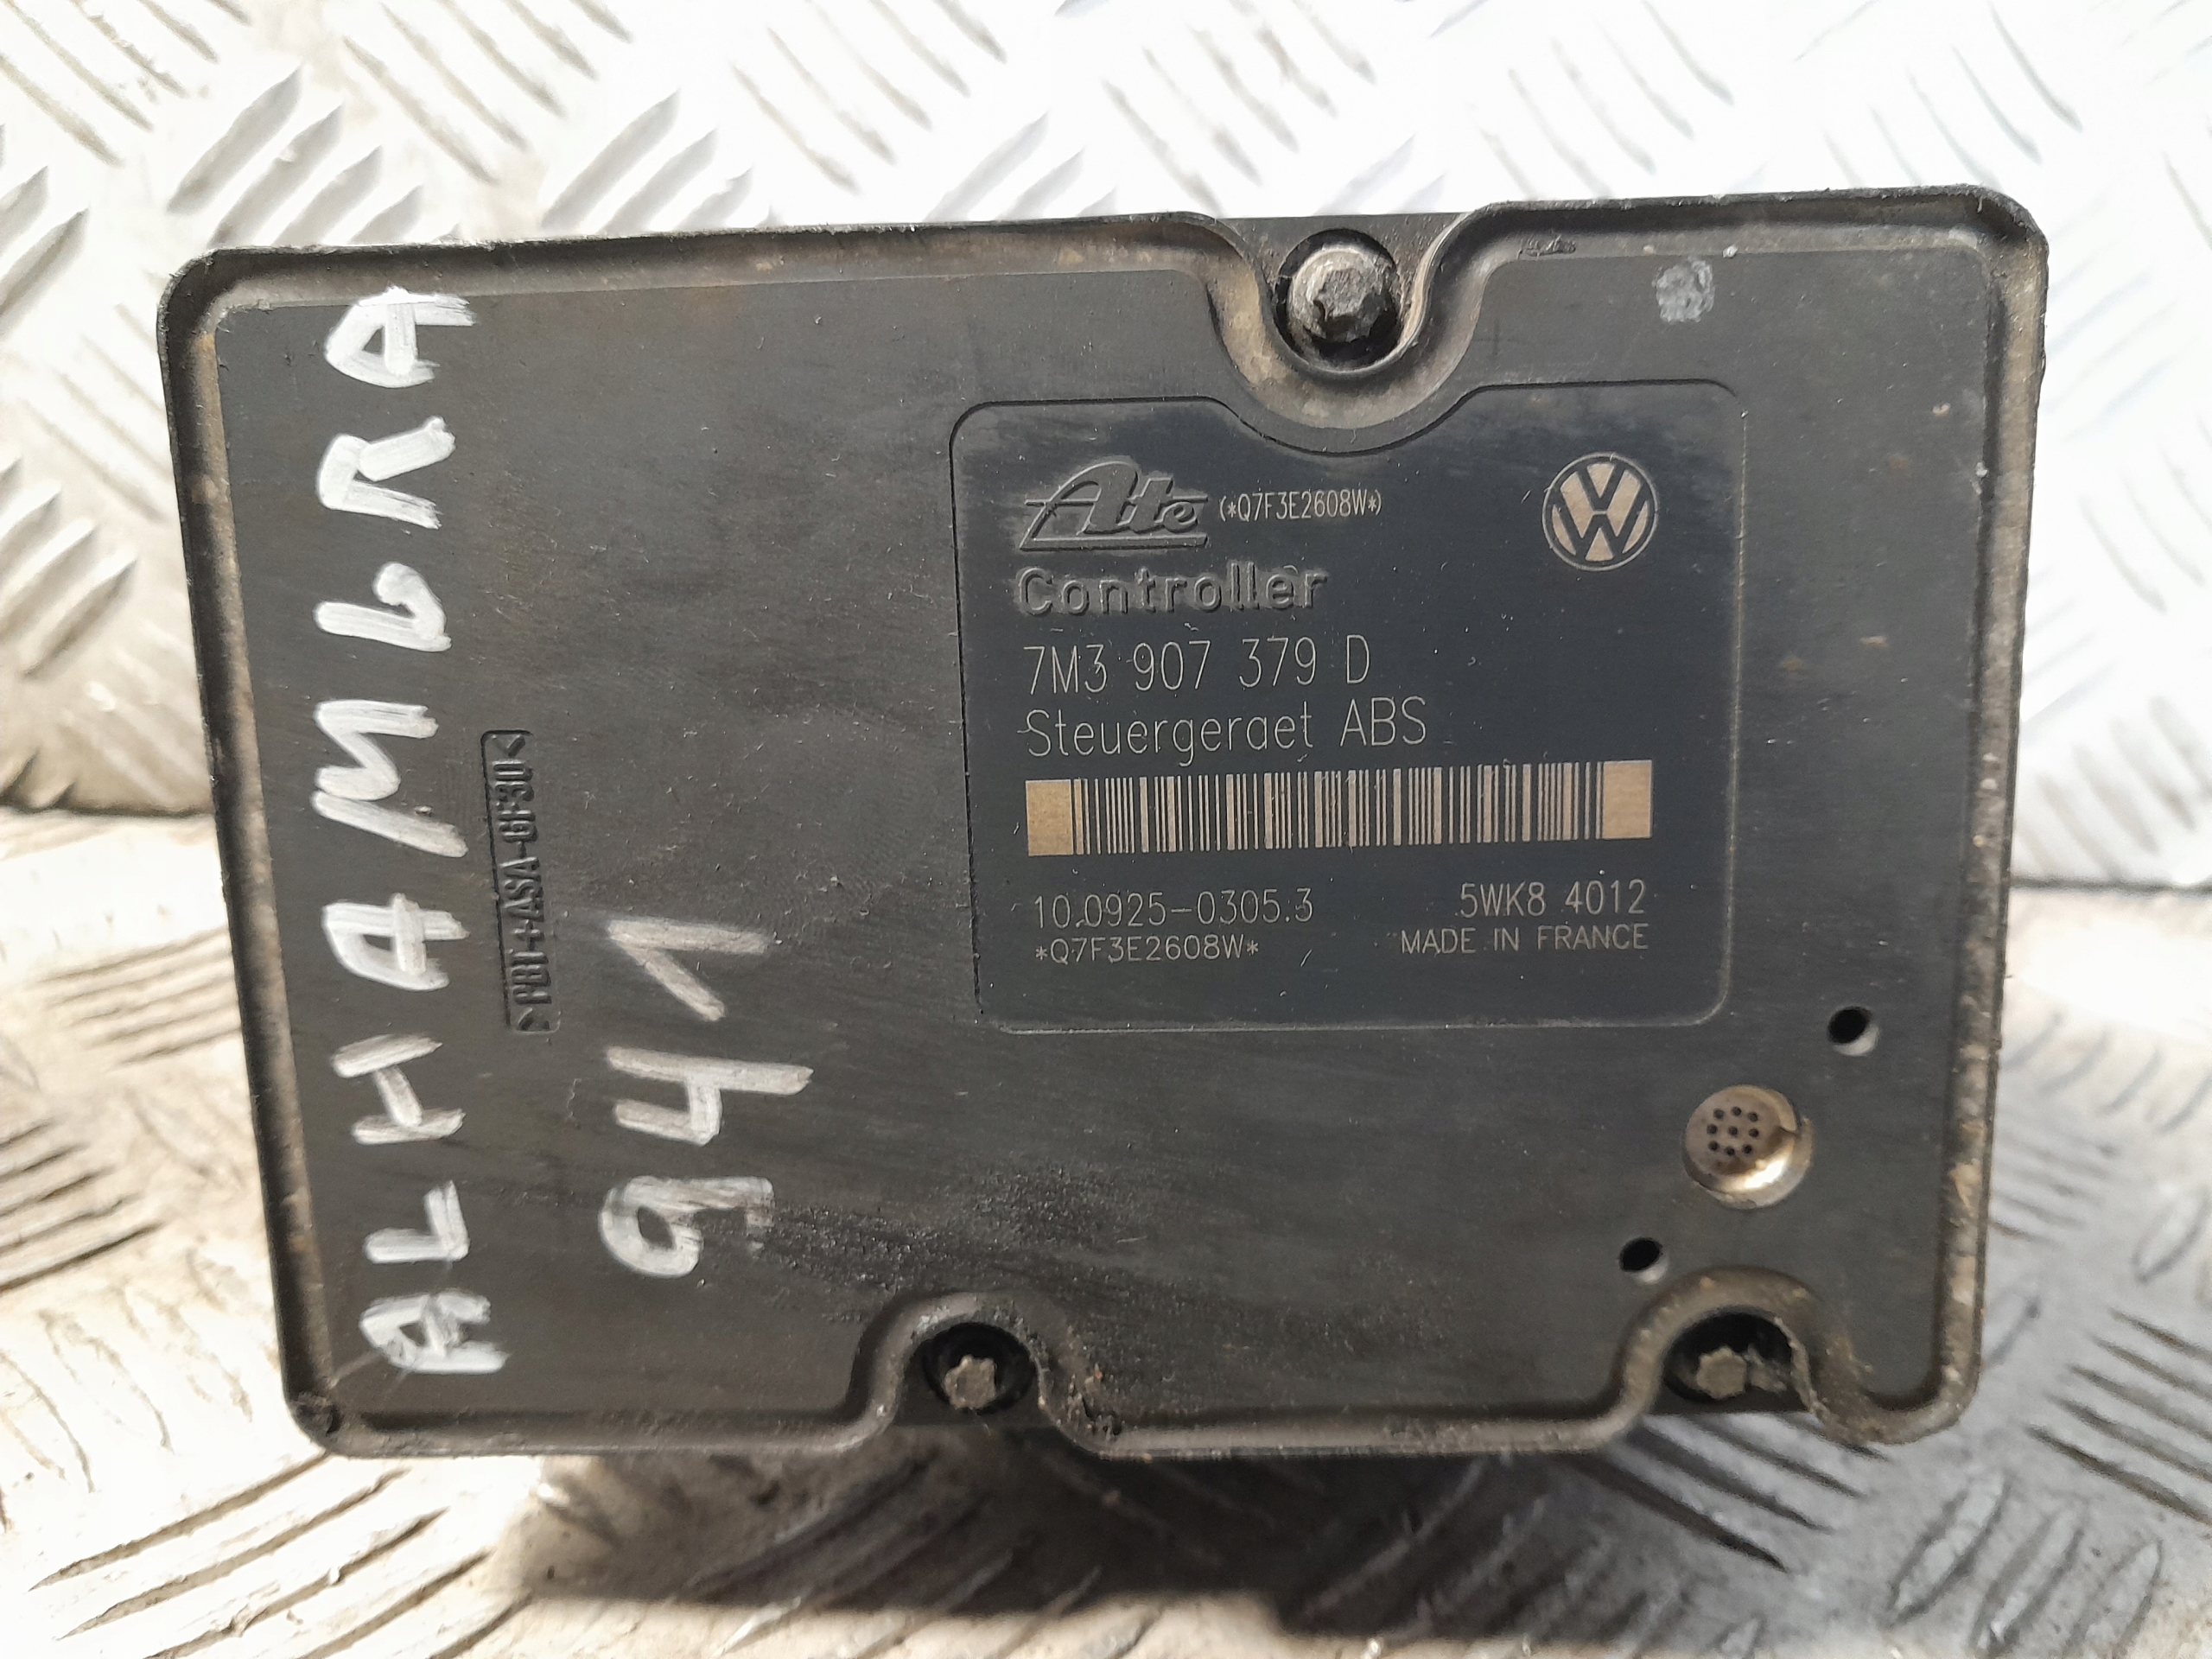 Ate (*Q7F3E2608W*)
Controller
7M3 907 379 D
Steuergeraet ABS
10.0925-0305.3 5WK8 4012
*Q7F3E2608W* MADE IN FRANCE
ALHAMbRA
941
>PBT+ASA-GF30<